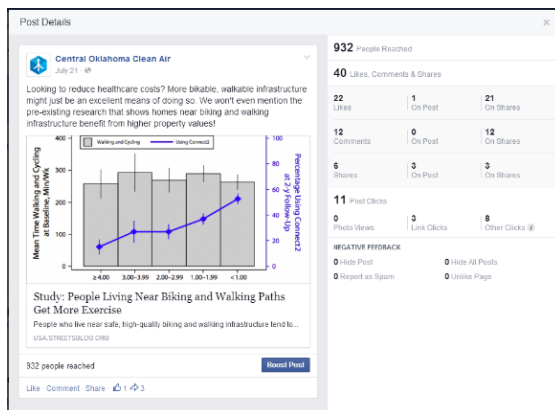 Post Details
Central Oklahoma Clean Air
July 21
Looking to reduce healthcare costs? More bikable, walkable infrastructure
might just be an excellent means of doing so. We won't even mention the
pre-existing research that shows homes near biking and walking
infrastructure benefit from higher property values!
Walking and Cycling
Using Connect2
Mean Time Walking and Cycling
at Baseline, Min/Wk
400
300
200
100
0
Percentage Using Connect2
at 2-y Follow-Up
100
80
60
40
20
0
≥4.00 3.00–3.99 2.00–2.99 1.00–1.99 <1.00
Study: People Living Near Biking and Walking Paths
Get More Exercise
People who live near safe, high-quality biking and walking infrastructure tend to...
USA.STREETSBLOG.ORG
932 people reached
Boost Post
Like · Comment · Share · 1 3
932 People Reached
40 Likes, Comments & Shares
22 1 21
Likes On Post On Shares
12 0 12
Comments On Post On Shares
6 3 3
Shares On Post On Shares
11 Post Clicks
0 3 8
Photo Views Link Clicks Other Clicks
NEGATIVE FEEDBACK
0 Hide Post 0 Hide All Posts
0 Report as Spam 0 Unlike Page